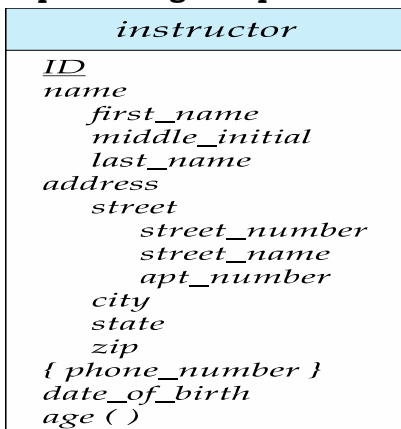 instructor
ID
name
first_name
middle_initial
last_name
address
street
street_number
street_name
apt_number
city
state
zip
{ phone_number }
date_of_birth
age ( )